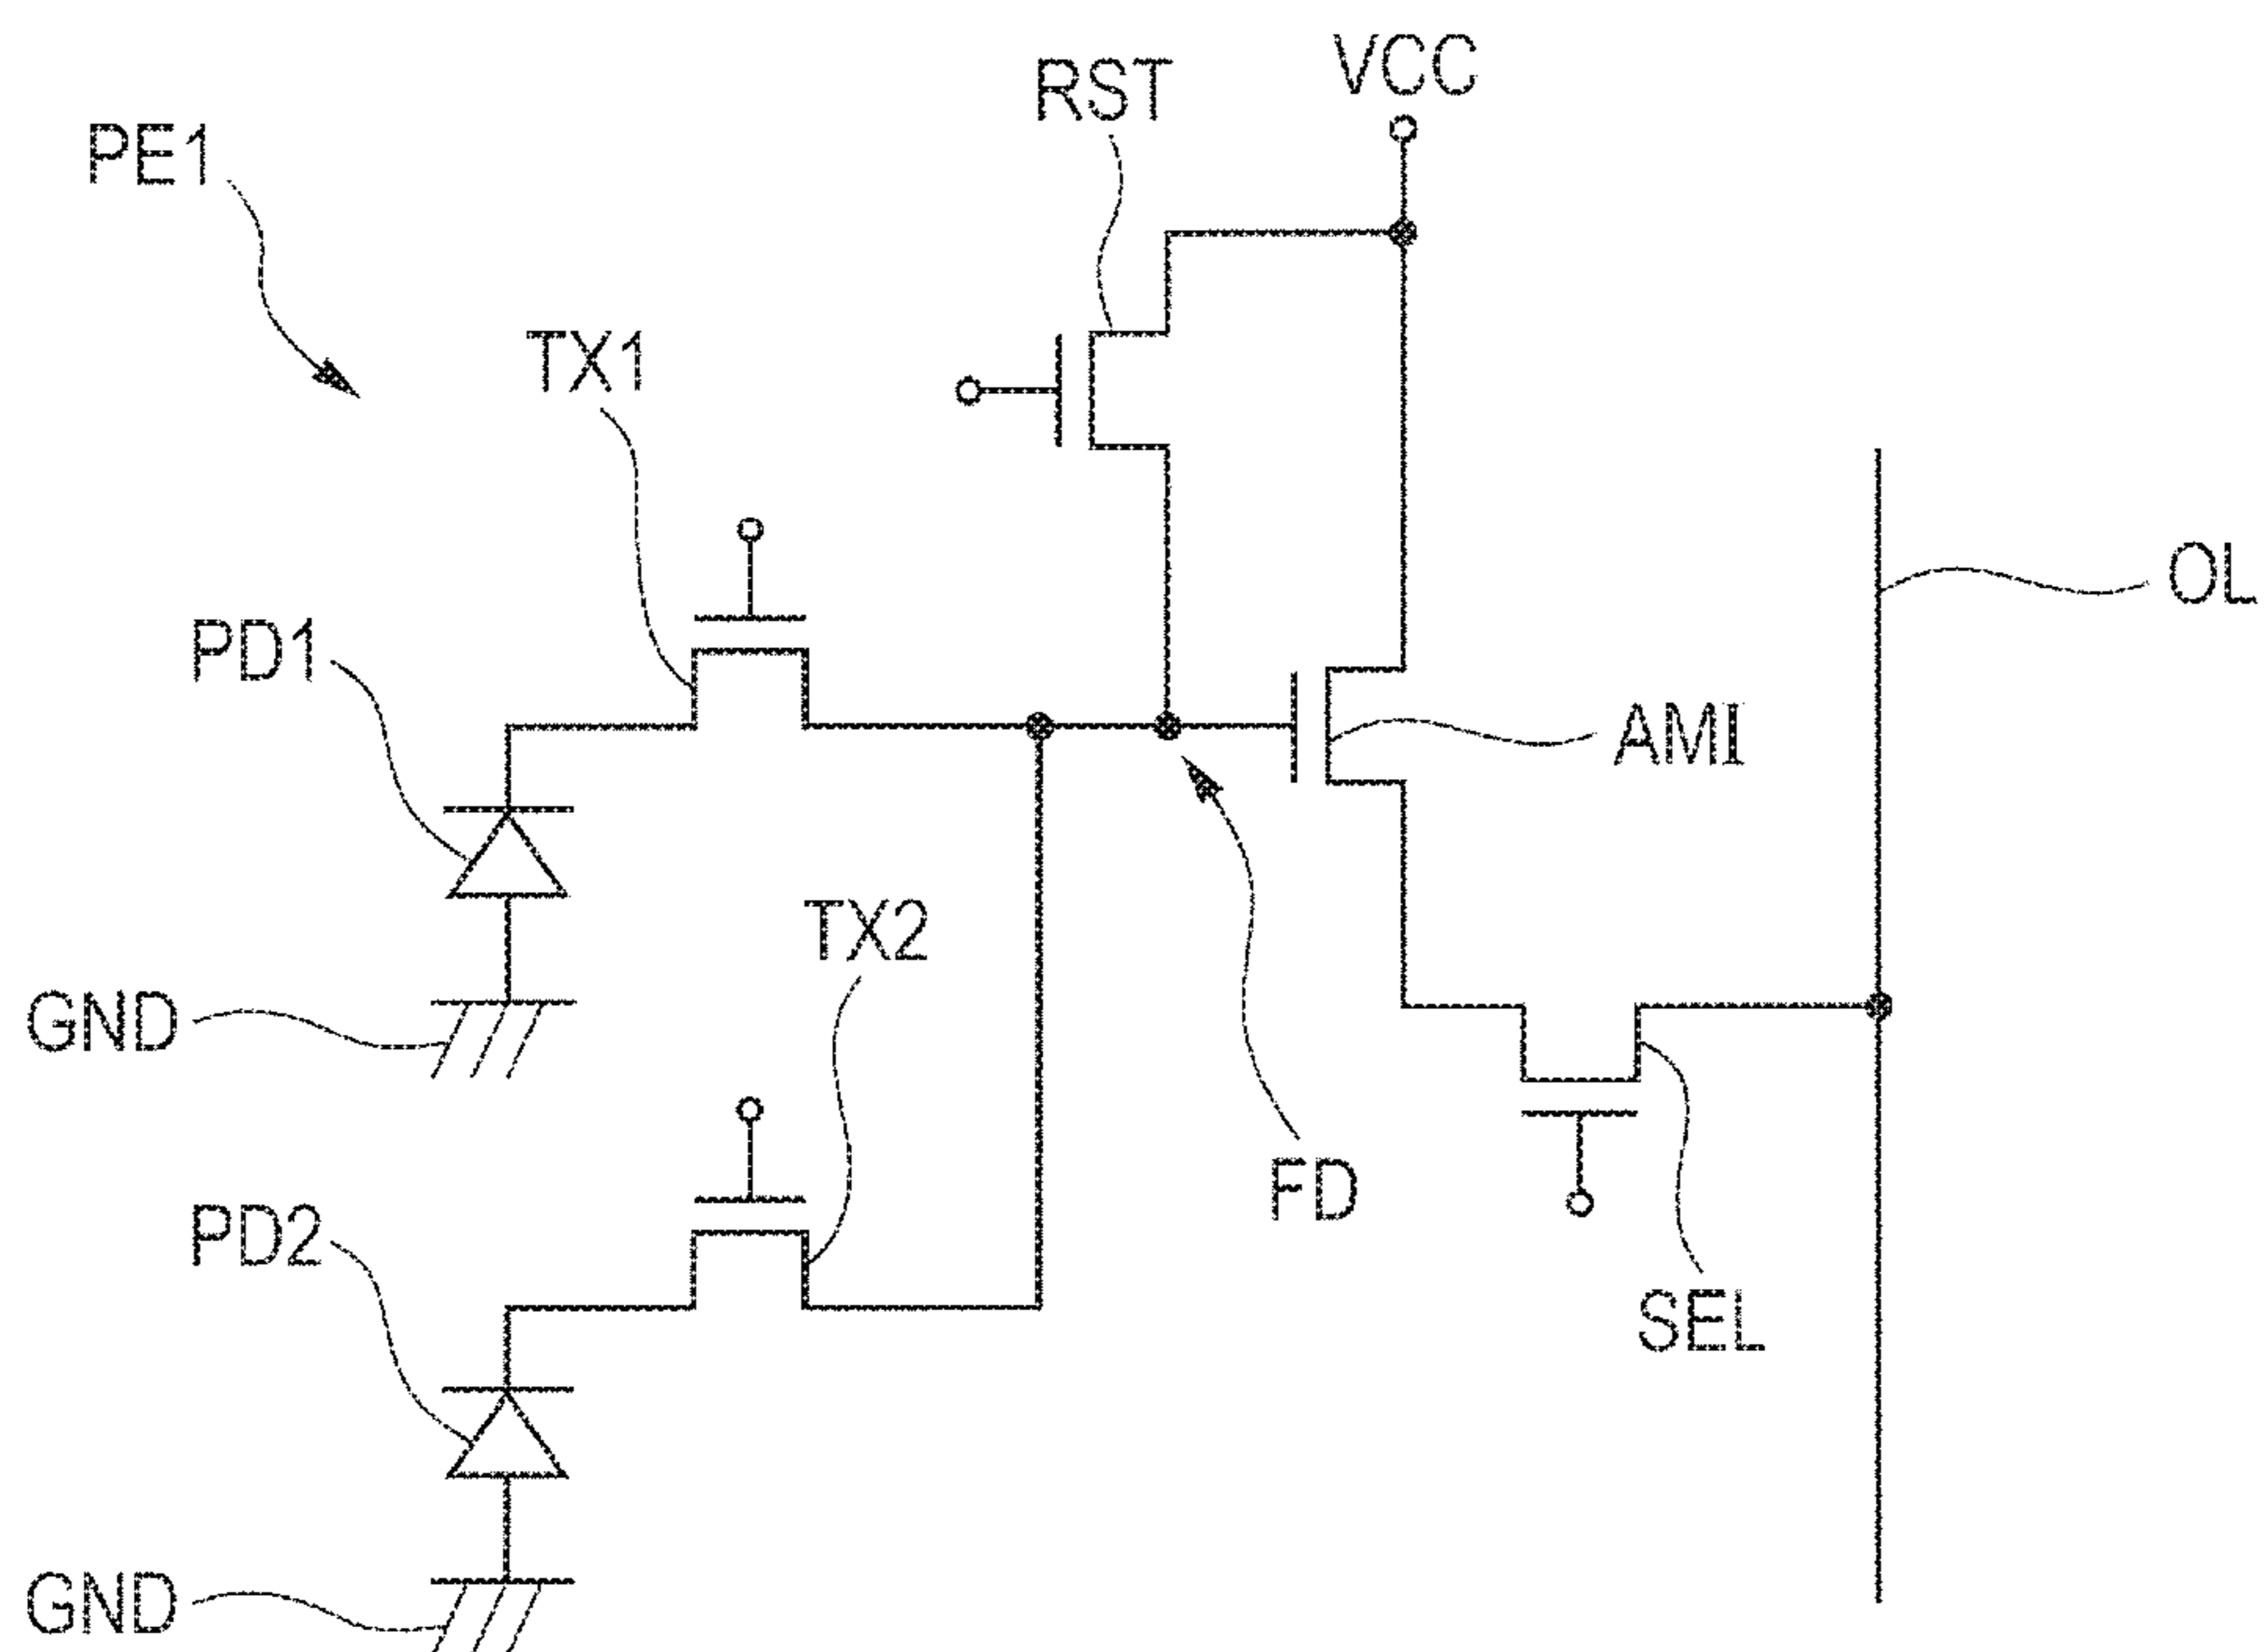 VCC
RST
PE1
TX1
OL
PD1
AMI
TX2
GND
FD
PD2
SEL
GND